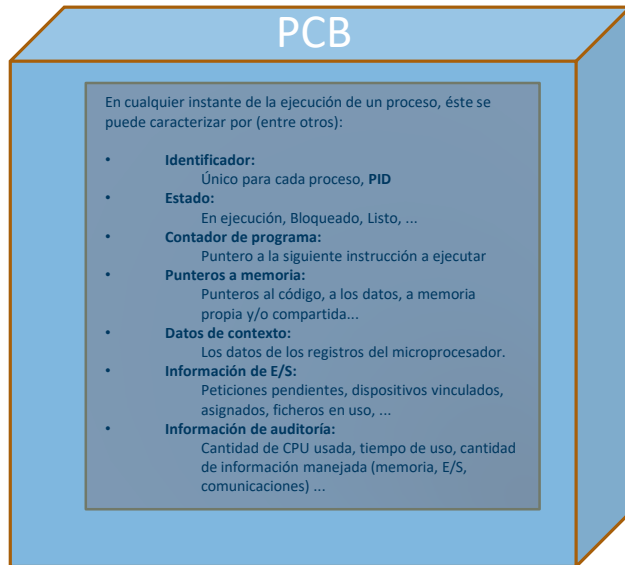 PCB
En cualquier instante de la ejecución de un proceso, éste se
puede caracterizar por (entre otros):
• Identificador:
Único para cada proceso, PID
• Estado:
En ejecución, Bloqueado, Listo, ...
• Contador de programa:
Puntero a la siguiente instrucción a ejecutar
• Punteros a memoria:
Punteros al código, a los datos, a memoria
propia y/o compartida...
• Datos de contexto:
Los datos de los registros del microprocesador.
• Información de E/S:
Peticiones pendientes, dispositivos vinculados,
asignados, ficheros en uso, ...
• Información de auditoría:
Cantidad de CPU usada, tiempo de uso, cantidad
de información manejada (memoria, E/S,
comunicaciones) ...